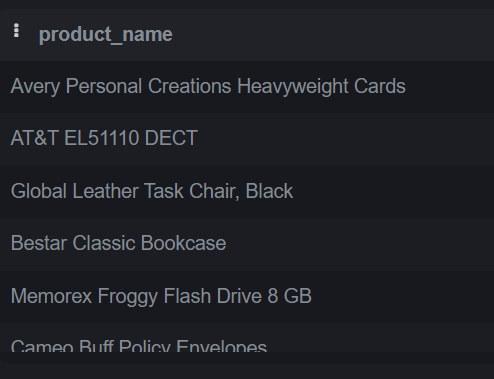 product_name
Avery Personal Creations Heavyweight Cards
AT&T EL51110 DECT
Global Leather Task Chair, Black
Bestar Classic Bookcase
Memorex Froggy Flash Drive 8 GB
Cameo Buff Policy Envelopes